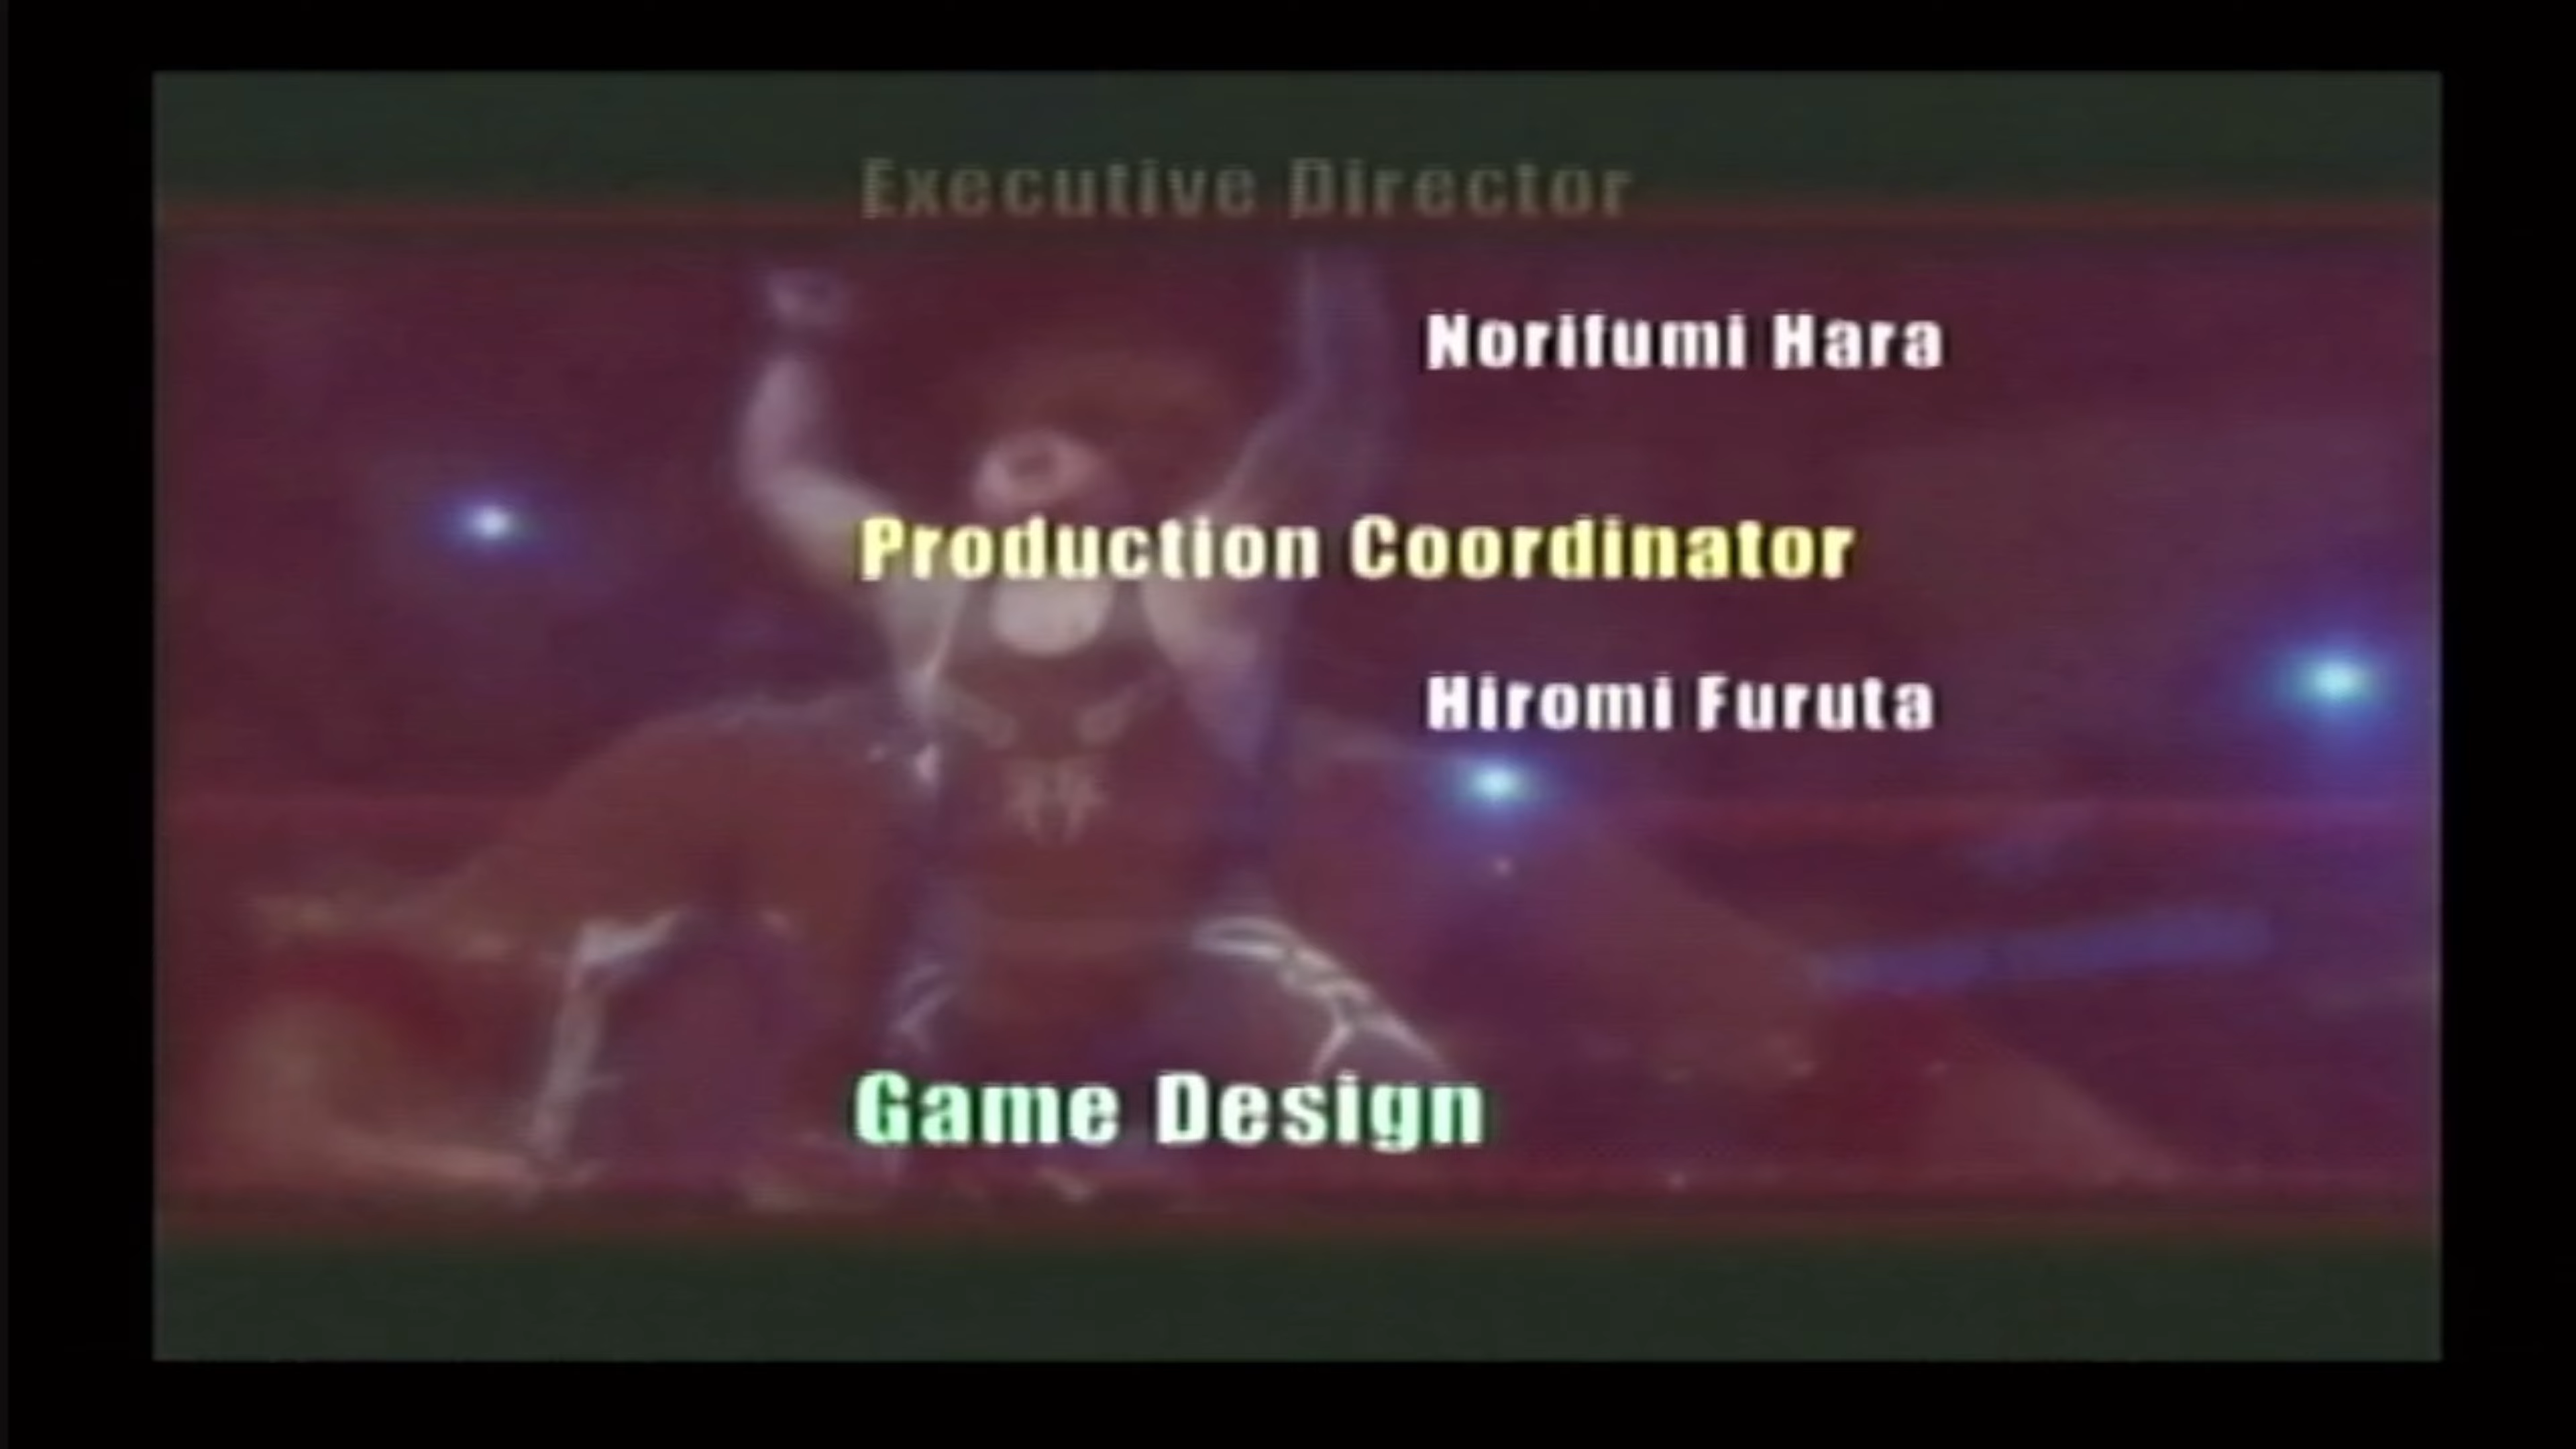 Executive Director
Norifumi Hara
Production Coordinator
Hiromi Furuta
Game Design